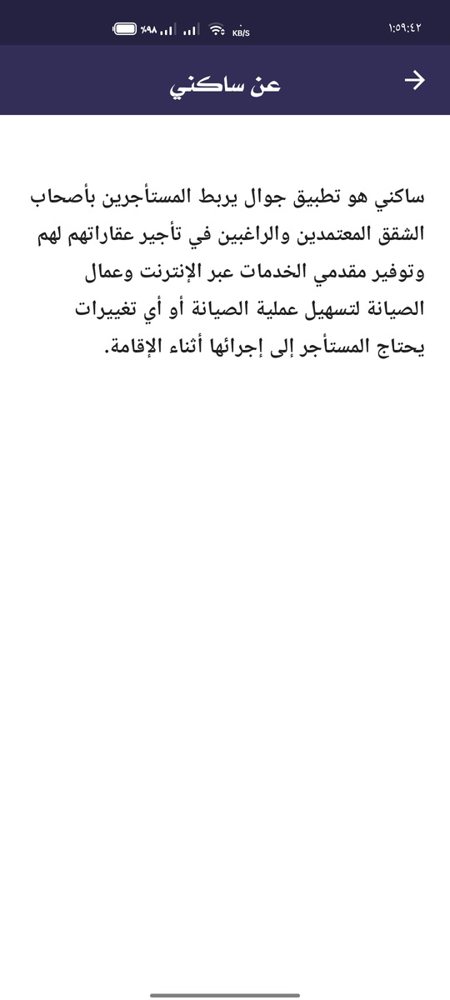 ١:٥٩:٤٢
KB/S
٪٩٨
عن ساكني
ساكني هو تطبيق جوال يربط المستأجرين بأصحاب
الشقق المعتمدين والراغبين في تأجير عقاراتهم لهم
وتوفير مقدمي الخدمات عبر الإنترنت وعمال
الصيانة لتسهيل عملية الصيانة أو أي تغييرات
يحتاج المستأجر إلى إجرائها أثناء الإقامة.